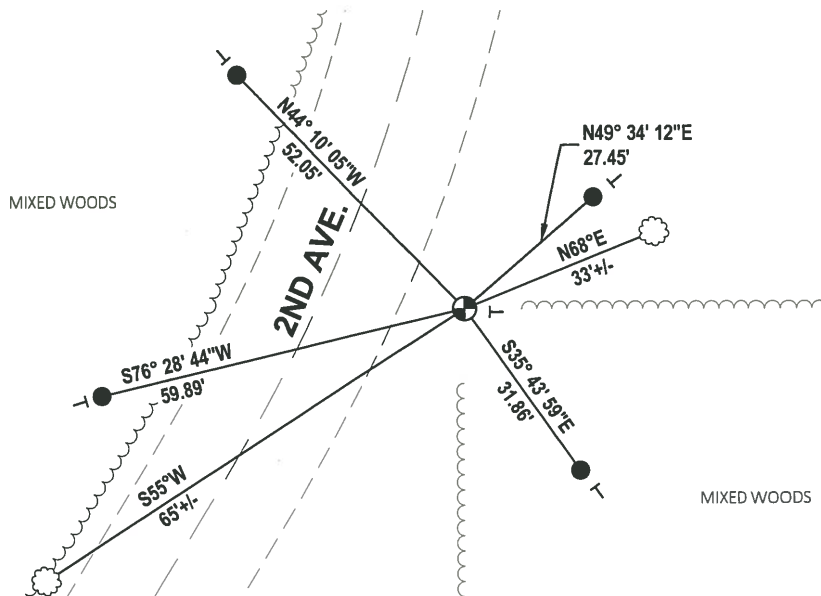 N44° 10' 05"W
52.05'
N49° 34' 12"E
27.45'
MIXED WOODS
2ND AVE.
N68°E
33'+/-
S76° 28' 44"W
59.89'
S35° 43' 59"E
31.86'
S55°W
65'+/-
MIXED WOODS